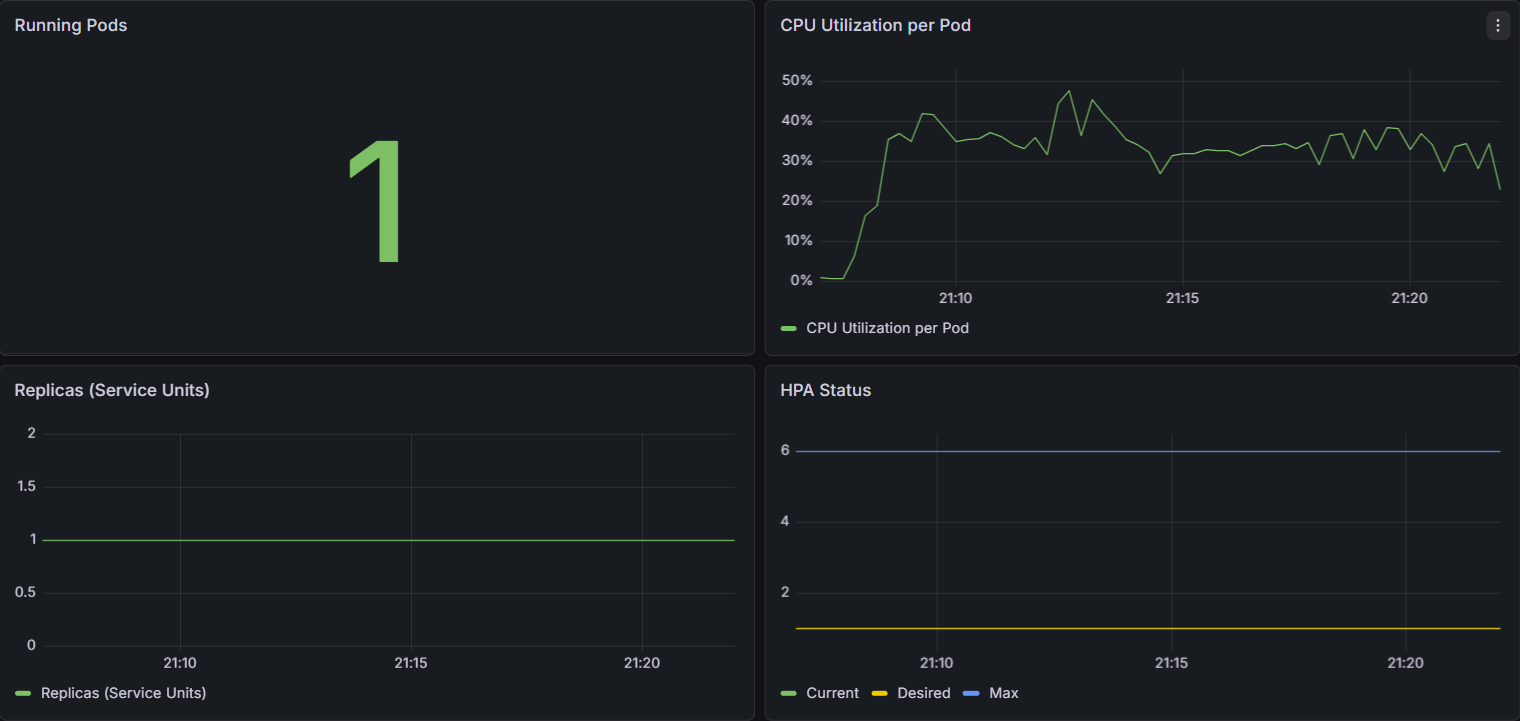 Running Pods
1
CPU Utilization per Pod
50%
40%
30%
20%
10%
0%
21:10 21:15 21:20
CPU Utilization per Pod
Replicas (Service Units)
2
1.5
1
0.5
0
21:10 21:15 21:20
Replicas (Service Units)
HPA Status
6
4
2
21:10 21:15 21:20
Current Desired Max